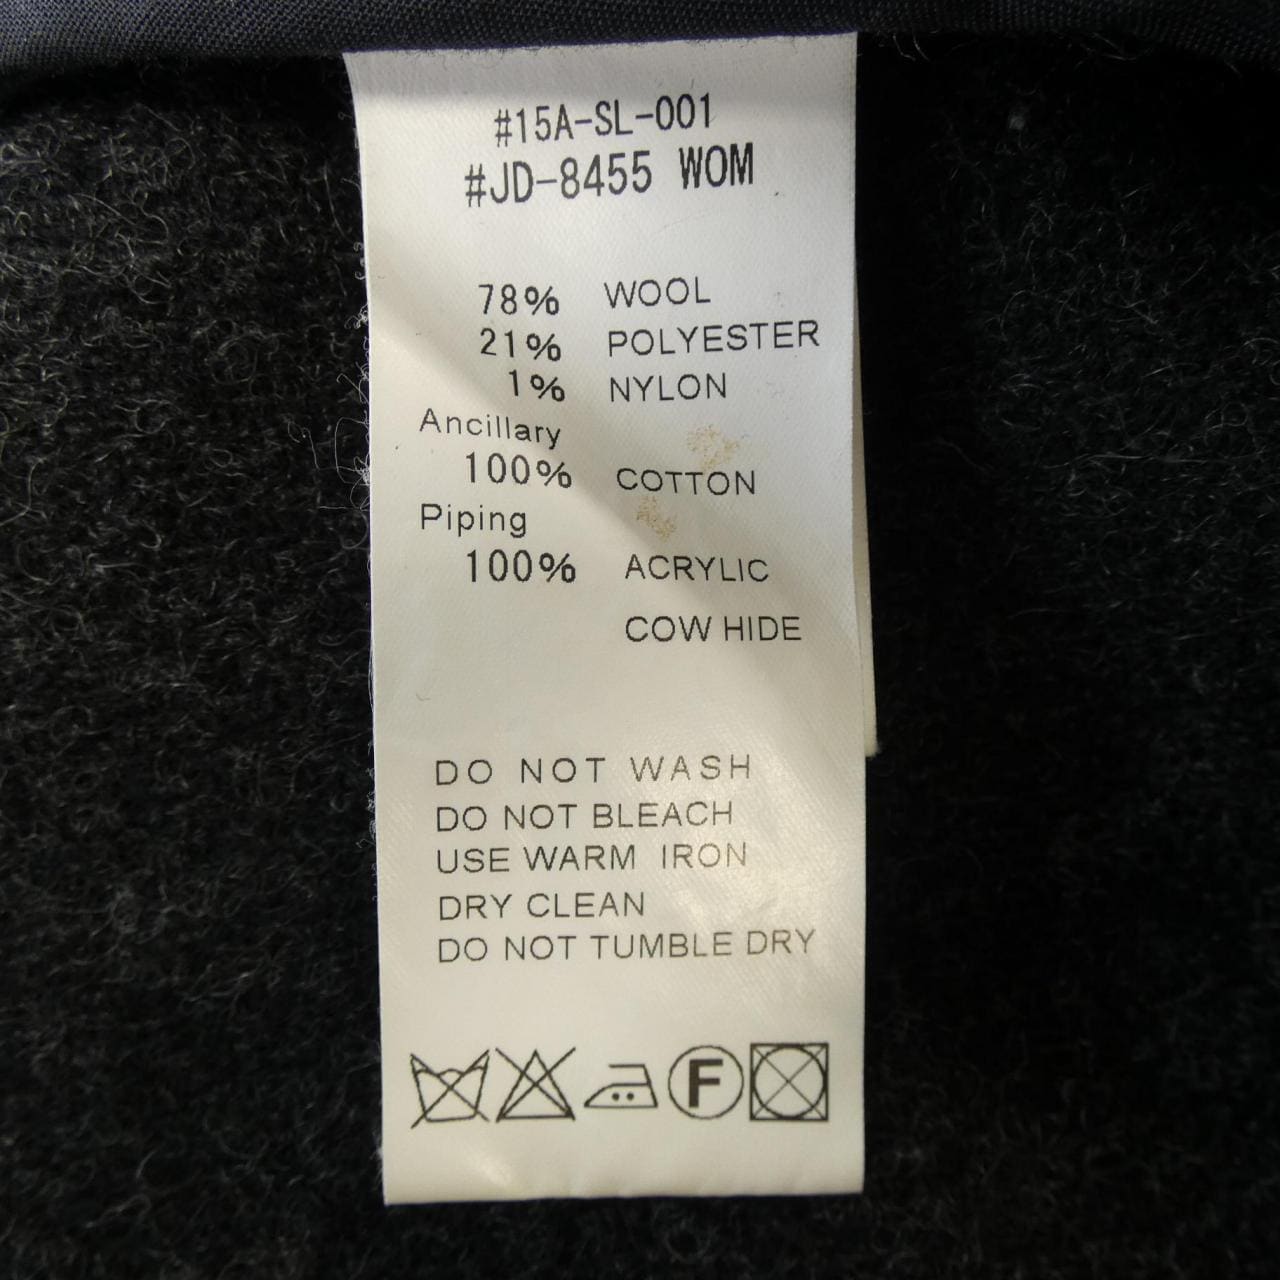 #15A-SL-001
#JD-8455 WOM
78% WOOL
21% POLYESTER
1% NYLON
Ancillary
100% COTTON
Piping
100% ACRYLIC
COW HIDE
DO NOT WASH
DO NOT BLEACH
USE WARM IRON
DRY CLEAN
DO NOT TUMBLE DRY
F